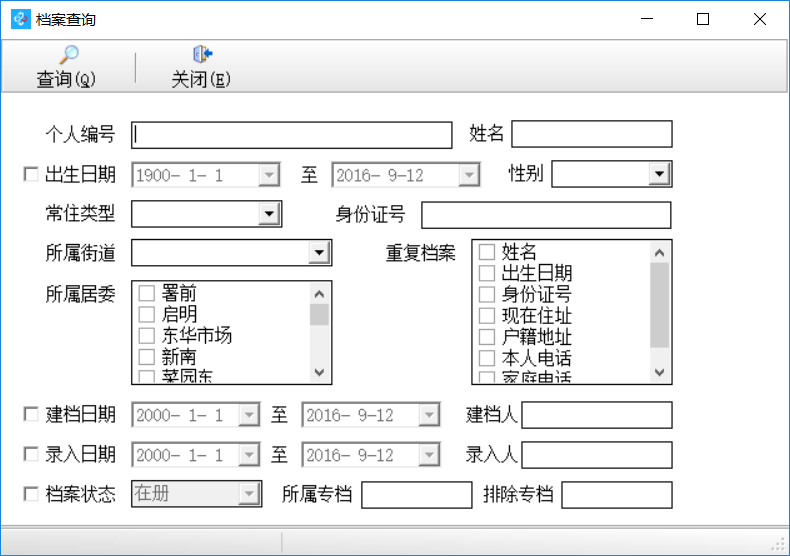 档案查询
查询(Q) 关闭(E)
个人编号 姓名
出生日期 1900- 1- 1 至 2016- 9-12 性别
常住类型 身份证号
所属街道 重复档案
姓名
出生日期
身份证号
现在住址
户籍地址
本人电话
家庭电话
所属居委
署前
启明
东华市场
新南
菜园东
建档日期 2000- 1- 1 至 2016- 9-12 建档人
录入日期 2000- 1- 1 至 2016- 9-12 录入人
档案状态 在册 所属专档 排除专档